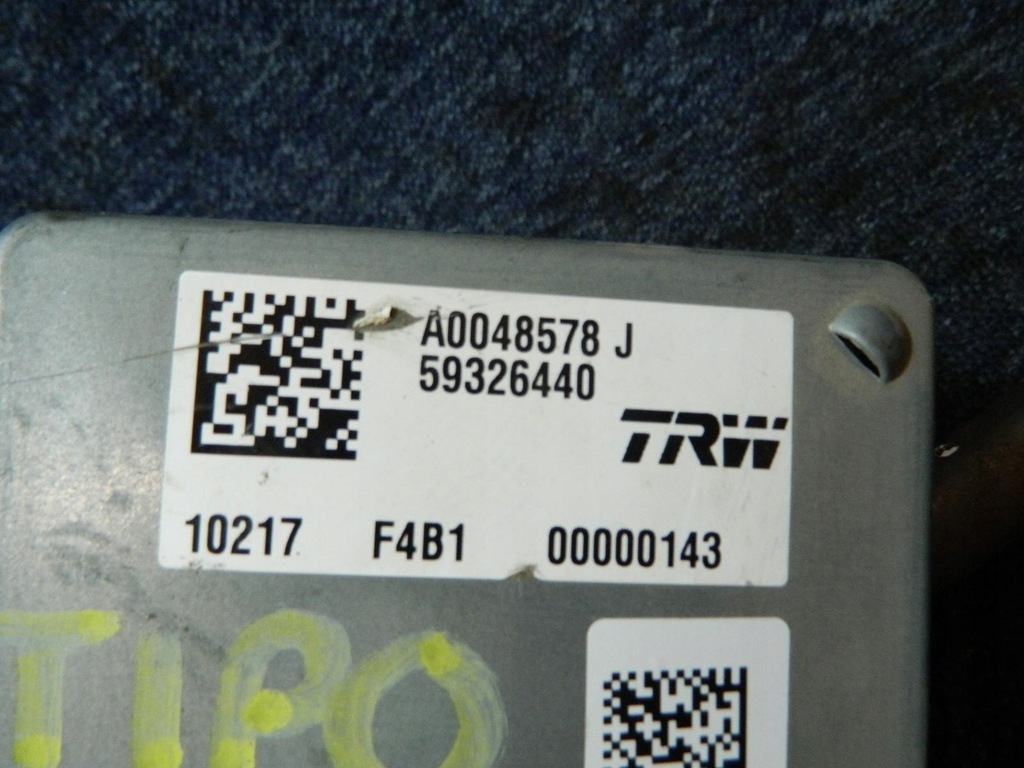 A0048578 J
59326440
TRW
10217 F4B1 00000143
TIPO